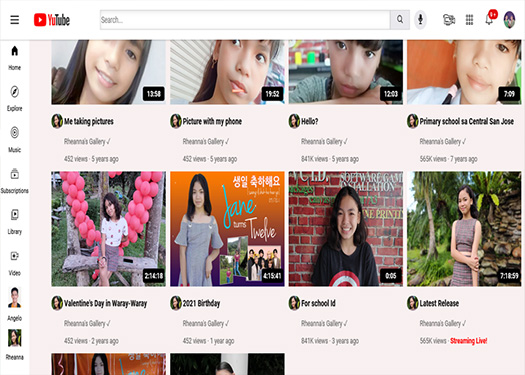 YuTube
Search...
9+
Home
Explore
Music
Subscriptions
Library
Video
Angelo
Rheanna
13:58
19:52
12:03
7:09
Me taking pictures
Picture with my phone
Hello?
Primary school sa Central San Jose
Rheanna's Gallery ✓
Rheanna's Gallery ✓
Rheanna's Gallery ✓
Rheanna's Gallery ✓
452 views · 5 years ago
452 views · 5 years ago
841K views · 5 years ago
565K views · 7 years ago
생일 축하해요
Jane
turns
Twelve
SOFTWARE GAME
INSTALLATION
2:14:18
4:15:41
0:05
7:18:59
Valentine's Day in Waray-Waray
2021 Birthday
For school Id
Latest Release
Rheanna's Gallery ✓
Rheanna's Gallery ✓
Rheanna's Gallery ✓
Rheanna's Gallery ✓
452 views · 2 years ago
452 views · 1 year ago
841K views · 3 years ago
565K views · Streaming Live!